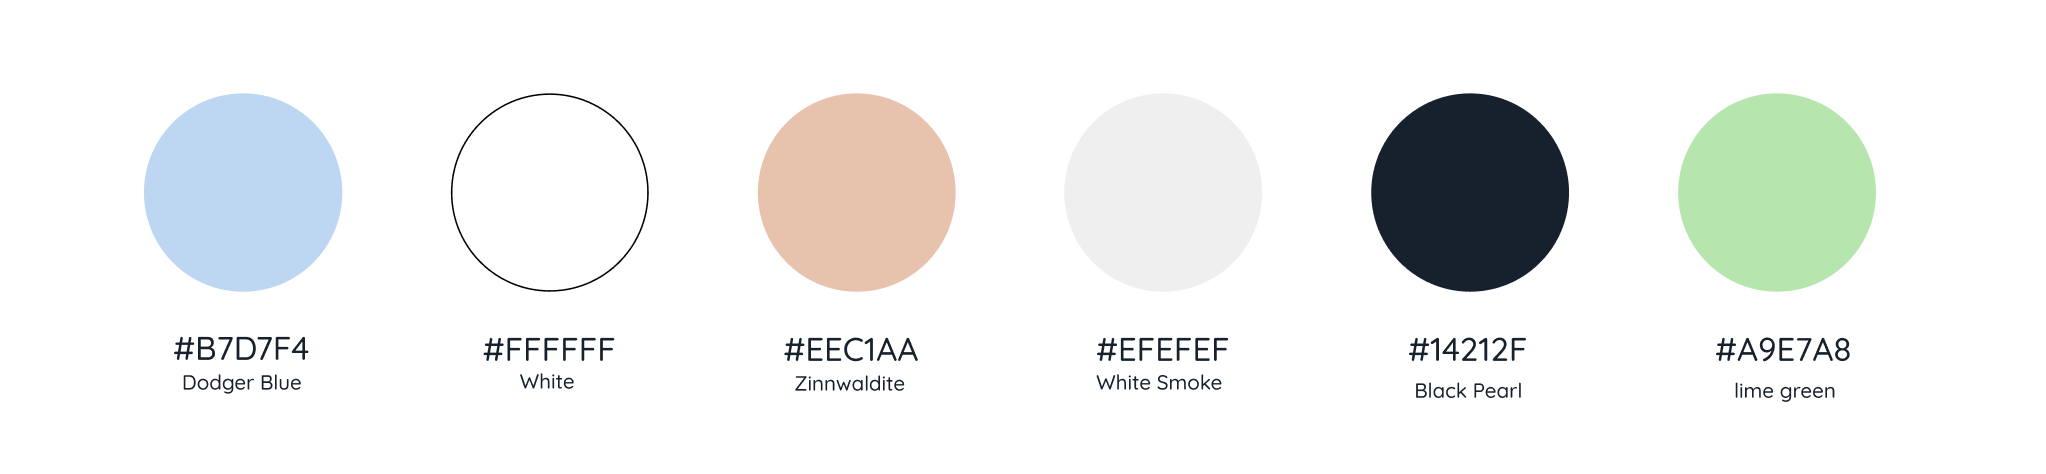 #B7D7F4
Dodger Blue
#FFFFFF
White
#EEC1AA
Zinnwaldite
#EFEFEF
White Smoke
#14212F
Black Pearl
#A9E7A8
lime green